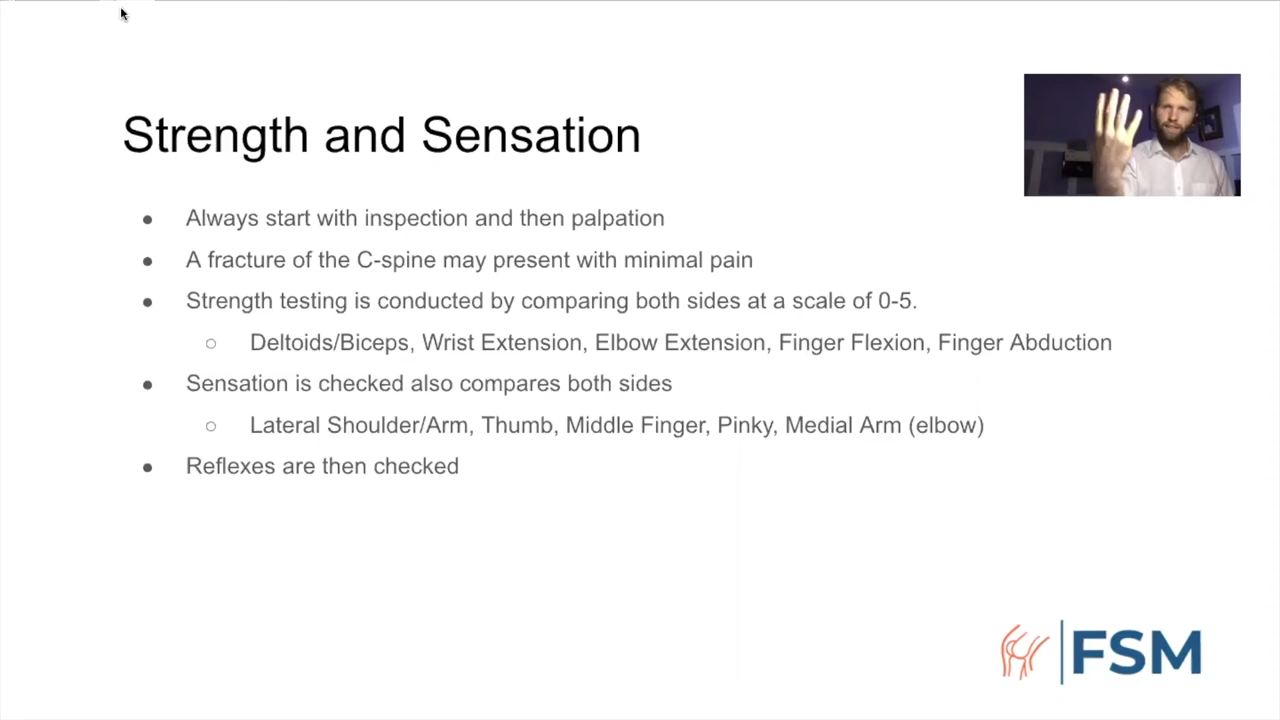 Strength and Sensation
● Always start with inspection and then palpation
● A fracture of the C-spine may present with minimal pain
● Strength testing is conducted by comparing both sides at a scale of 0-5.
○ Deltoids/Biceps, Wrist Extension, Elbow Extension, Finger Flexion, Finger Abduction
● Sensation is checked also compares both sides
○ Lateral Shoulder/Arm, Thumb, Middle Finger, Pinky, Medial Arm (elbow)
● Reflexes are then checked
FSM